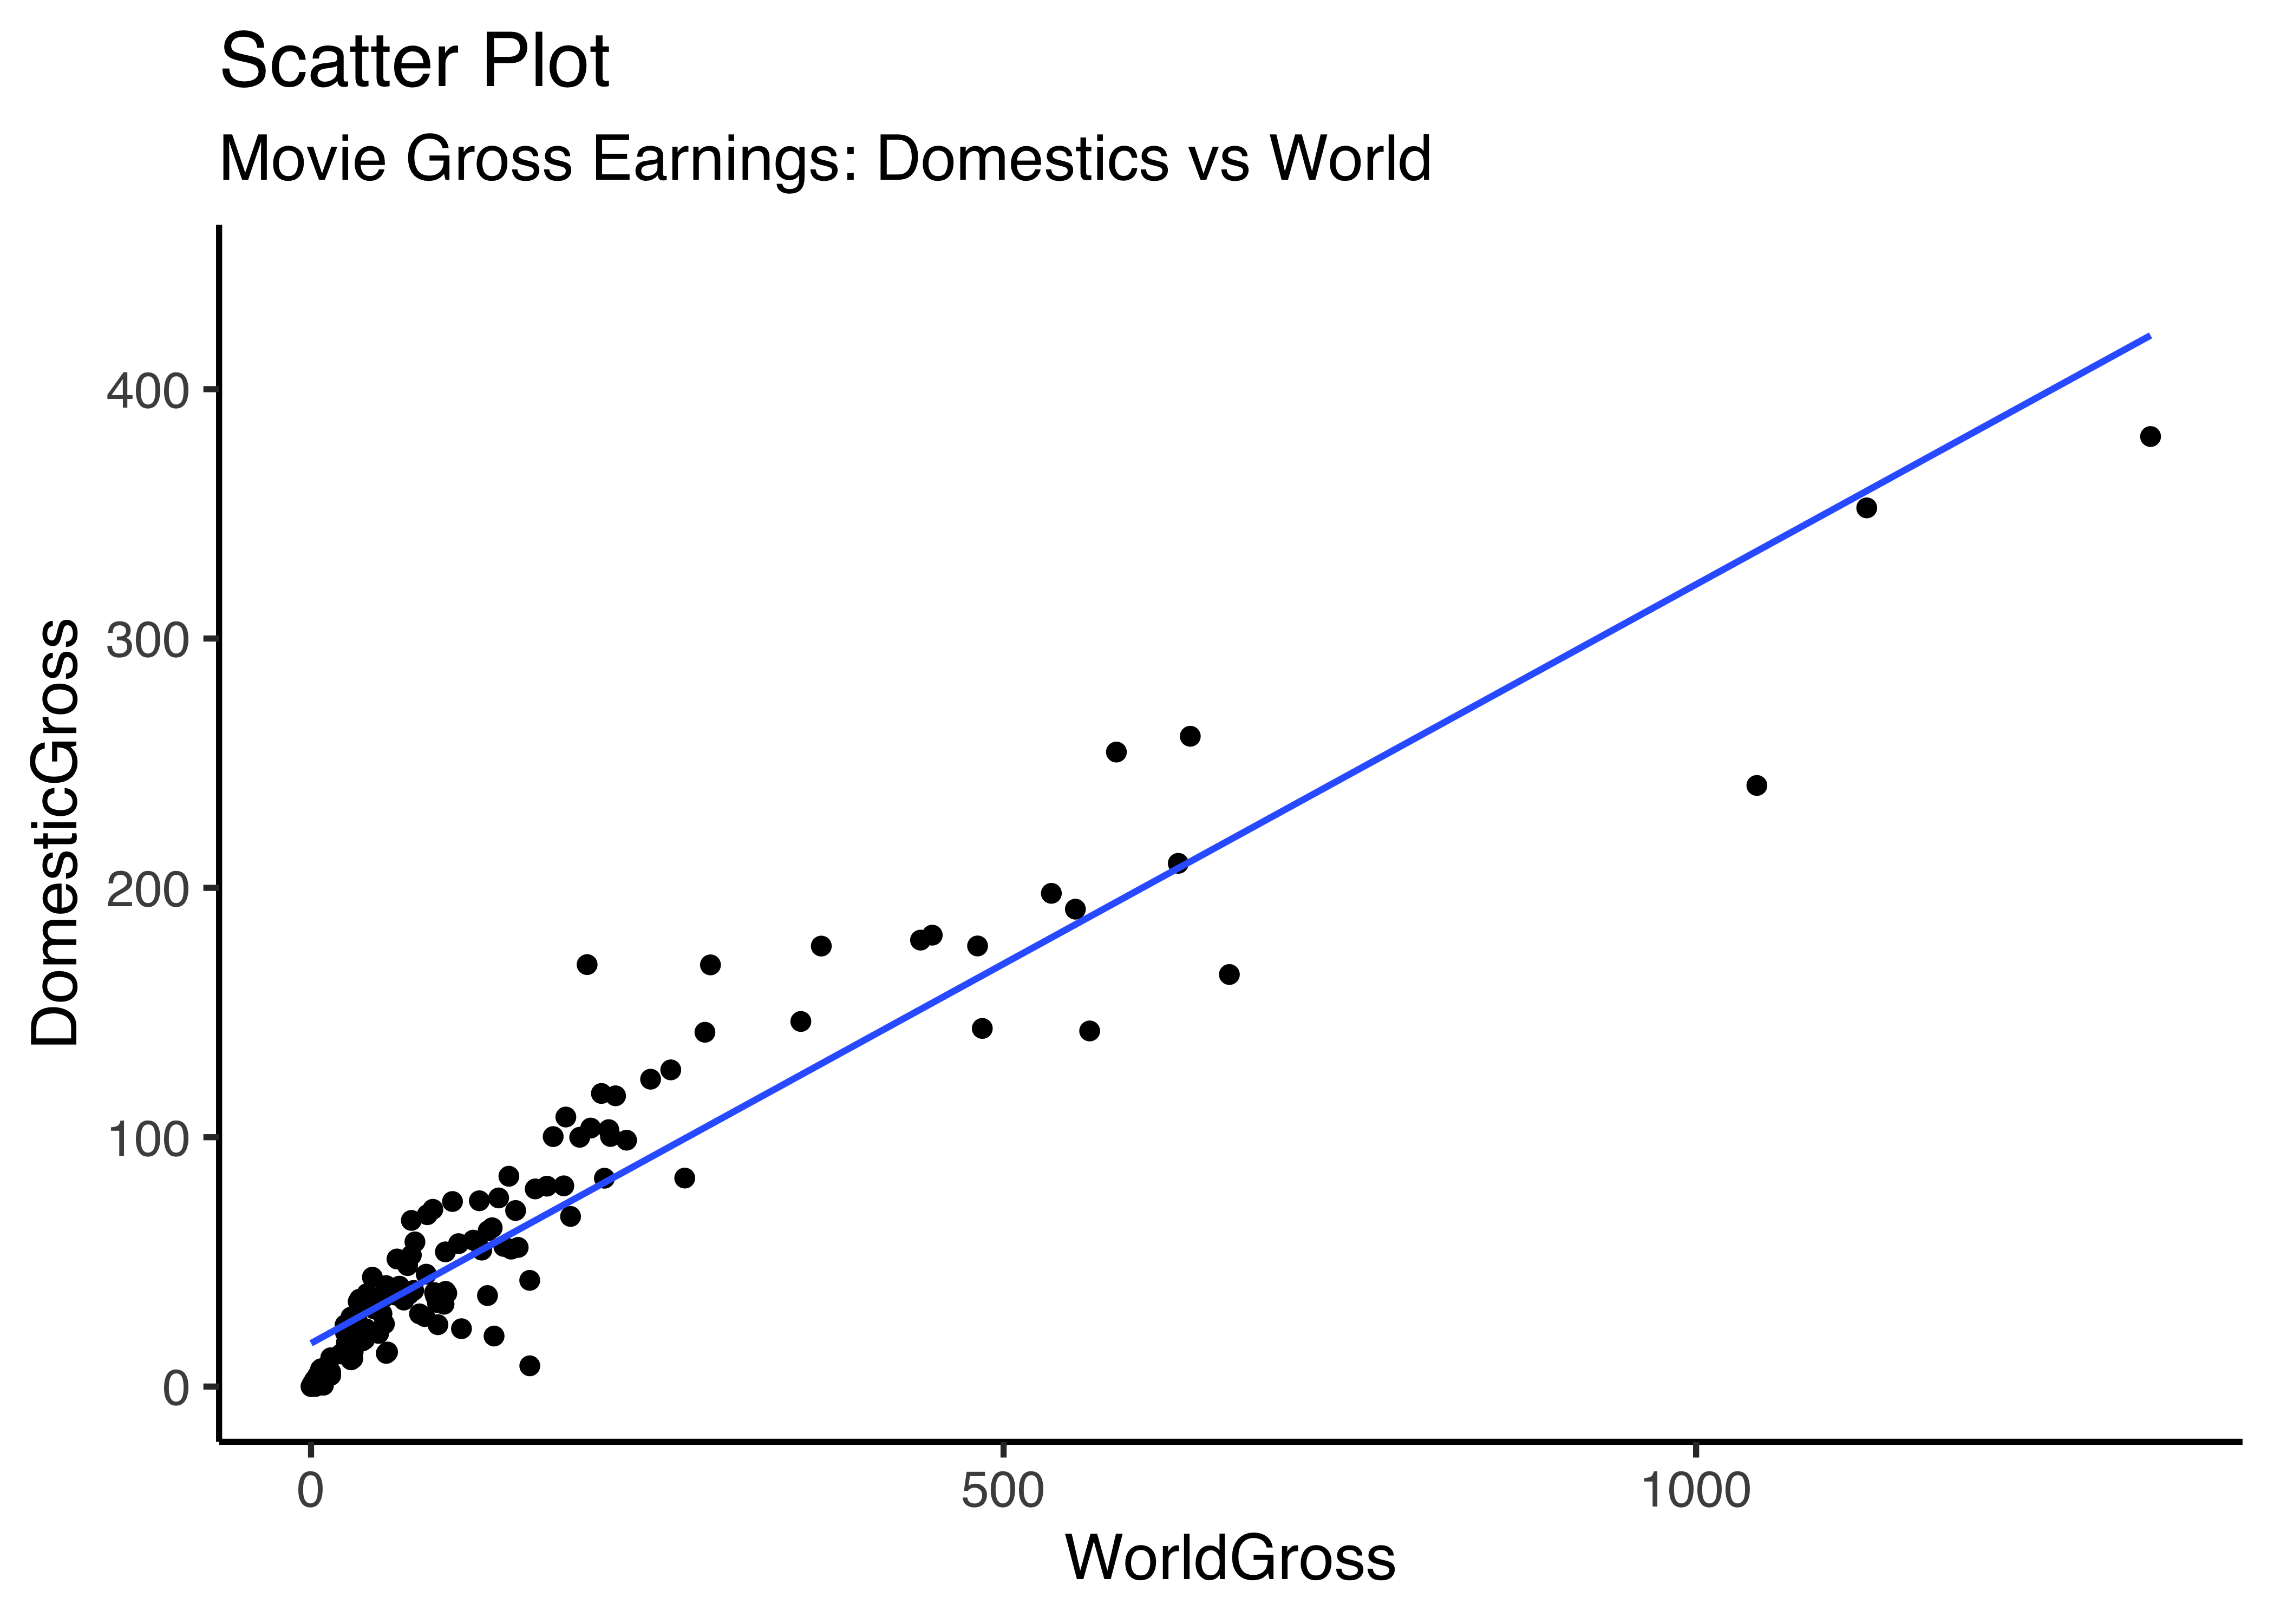 Scatter Plot
Movie Gross Earnings: Domestics vs World
DomesticGross
400
300
200
100
0
0 500 1000
WorldGross